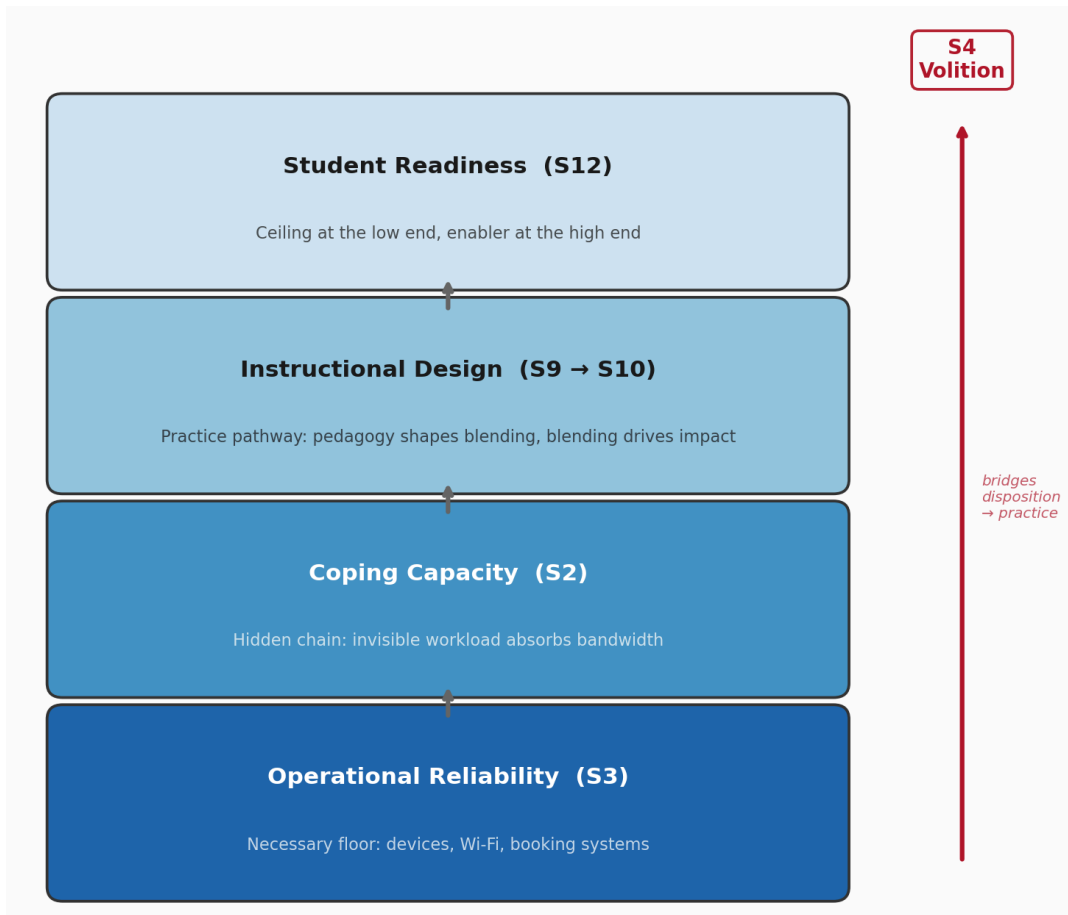 S4
Volition
Student Readiness (S12)
Ceiling at the low end, enabler at the high end
Instructional Design (S9 → S10)
Practice pathway: pedagogy shapes blending, blending drives impact
bridges
disposition
→ practice
Coping Capacity (S2)
Hidden chain: invisible workload absorbs bandwidth
Operational Reliability (S3)
Necessary floor: devices, Wi-Fi, booking systems